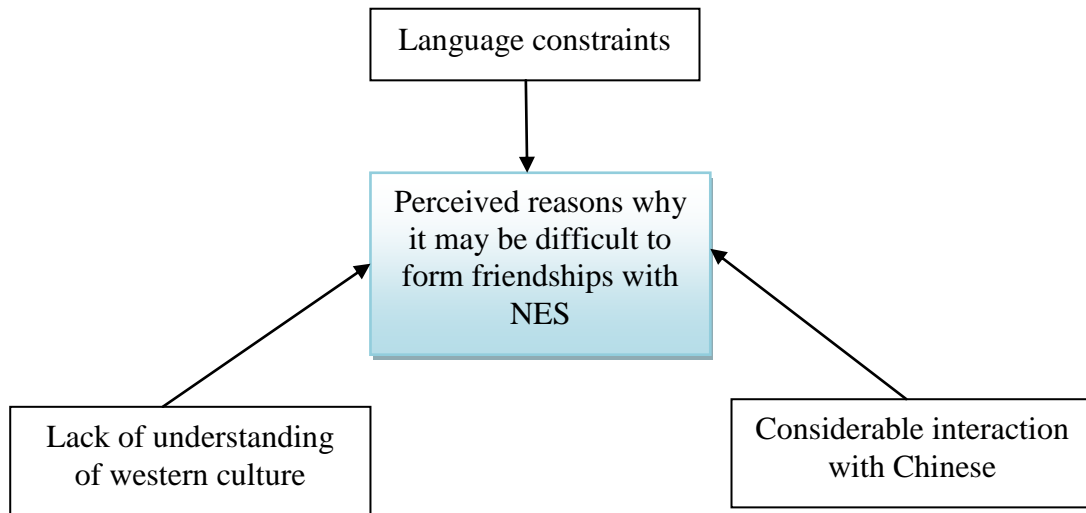 Language constraints
Perceived reasons why
it may be difficult to
form friendships with
NES
Lack of understanding
of western culture
Considerable interaction
with Chinese